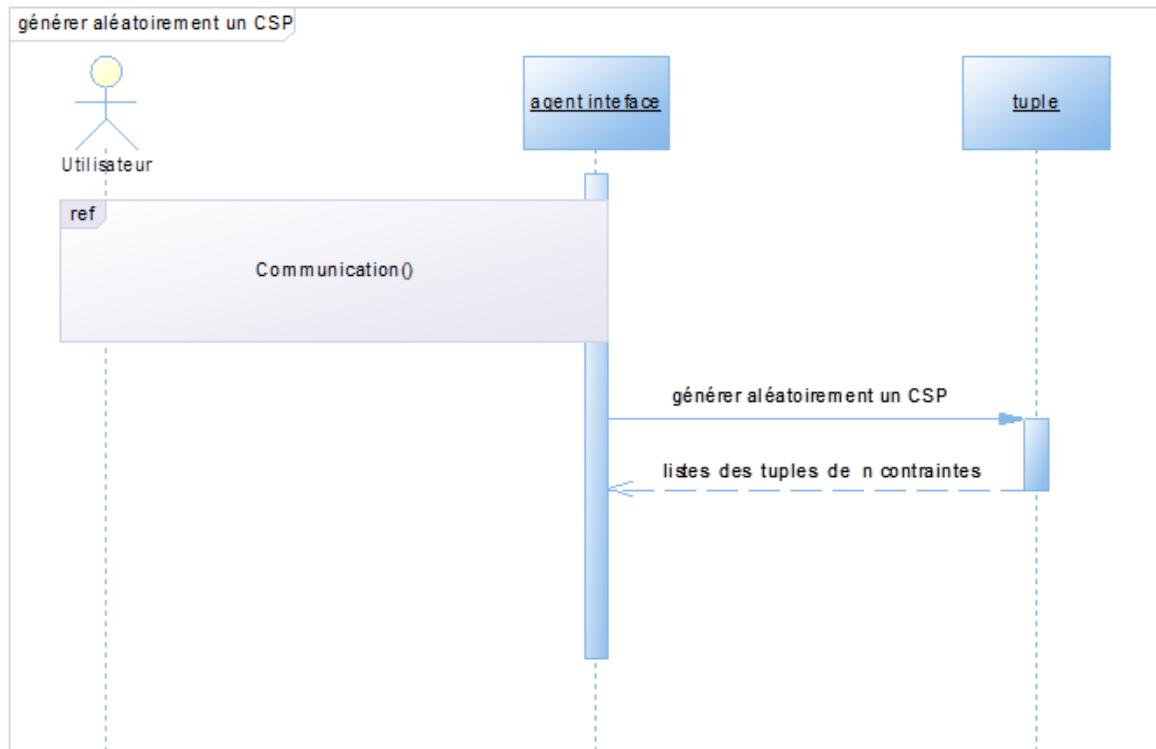 générer aléatoirement un CSP
Utilisateur
agent inteface
tuple
ref
Communication()
générer aléatoirement un CSP
listes des tuples de n contraintes